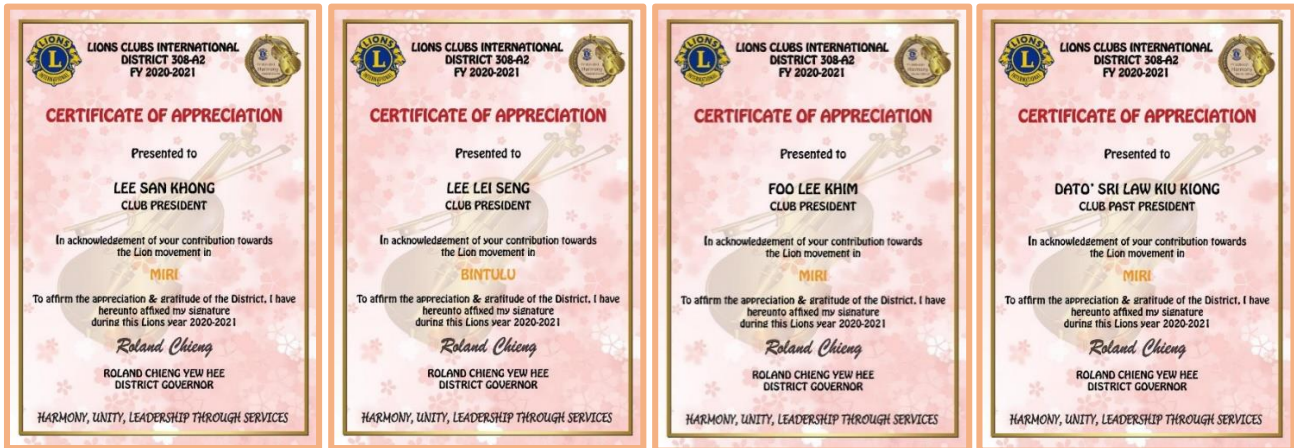 LIONS CLUBS INTERNATIONAL
DISTRICT 308-A2
FY 2020-2021
LIONS
L
INTERNATIONAL
Harmony
CERTIFICATE OF APPRECIATION
Presented to
LEE SAN KHONG
CLUB PRESIDENT
In acknowledgement of your contribution towards
the Lion movement in
MIRI
To affirm the appreciation & gratitude of the District, I have
hereunto affixed my signature
during this Lions year 2020-2021
Roland Chieng
ROLAND CHIENG YEW HEE
DISTRICT GOVERNOR
HARMONY, UNITY, LEADERSHIP THROUGH SERVICES
LIONS CLUBS INTERNATIONAL
DISTRICT 308-A2
FY 2020-2021
LIONS
L
INTERNATIONAL
Harmony
CERTIFICATE OF APPRECIATION
Presented to
LEE LEI SENG
CLUB PRESIDENT
In acknowledgement of your contribution towards
the Lion movement in
BINTULU
To affirm the appreciation & gratitude of the District, I have
hereunto affixed my signature
during this Lions year 2020-2021
Roland Chieng
ROLAND CHIENG YEW HEE
DISTRICT GOVERNOR
HARMONY, UNITY, LEADERSHIP THROUGH SERVICES
LIONS CLUBS INTERNATIONAL
DISTRICT 308-A2
FY 2020-2021
LIONS
L
INTERNATIONAL
Harmony
CERTIFICATE OF APPRECIATION
Presented to
FOO LEE KHIM
CLUB PRESIDENT
In acknowledgement of your contribution towards
the Lion movement in
MIRI
To affirm the appreciation & gratitude of the District, I have
hereunto affixed my signature
during this Lions year 2020-2021
Roland Chieng
ROLAND CHIENG YEW HEE
DISTRICT GOVERNOR
HARMONY, UNITY, LEADERSHIP THROUGH SERVICES
LIONS CLUBS INTERNATIONAL
DISTRICT 308-A2
FY 2020-2021
LIONS
L
INTERNATIONAL
Harmony
CERTIFICATE OF APPRECIATION
Presented to
DATO' SRI LAW KIU KIONG
CLUB PAST PRESIDENT
In acknowledgement of your contribution towards
the Lion movement in
MIRI
To affirm the appreciation & gratitude of the District, I have
hereunto affixed my signature
during this Lions year 2020-2021
Roland Chieng
ROLAND CHIENG YEW HEE
DISTRICT GOVERNOR
HARMONY, UNITY, LEADERSHIP THROUGH SERVICES